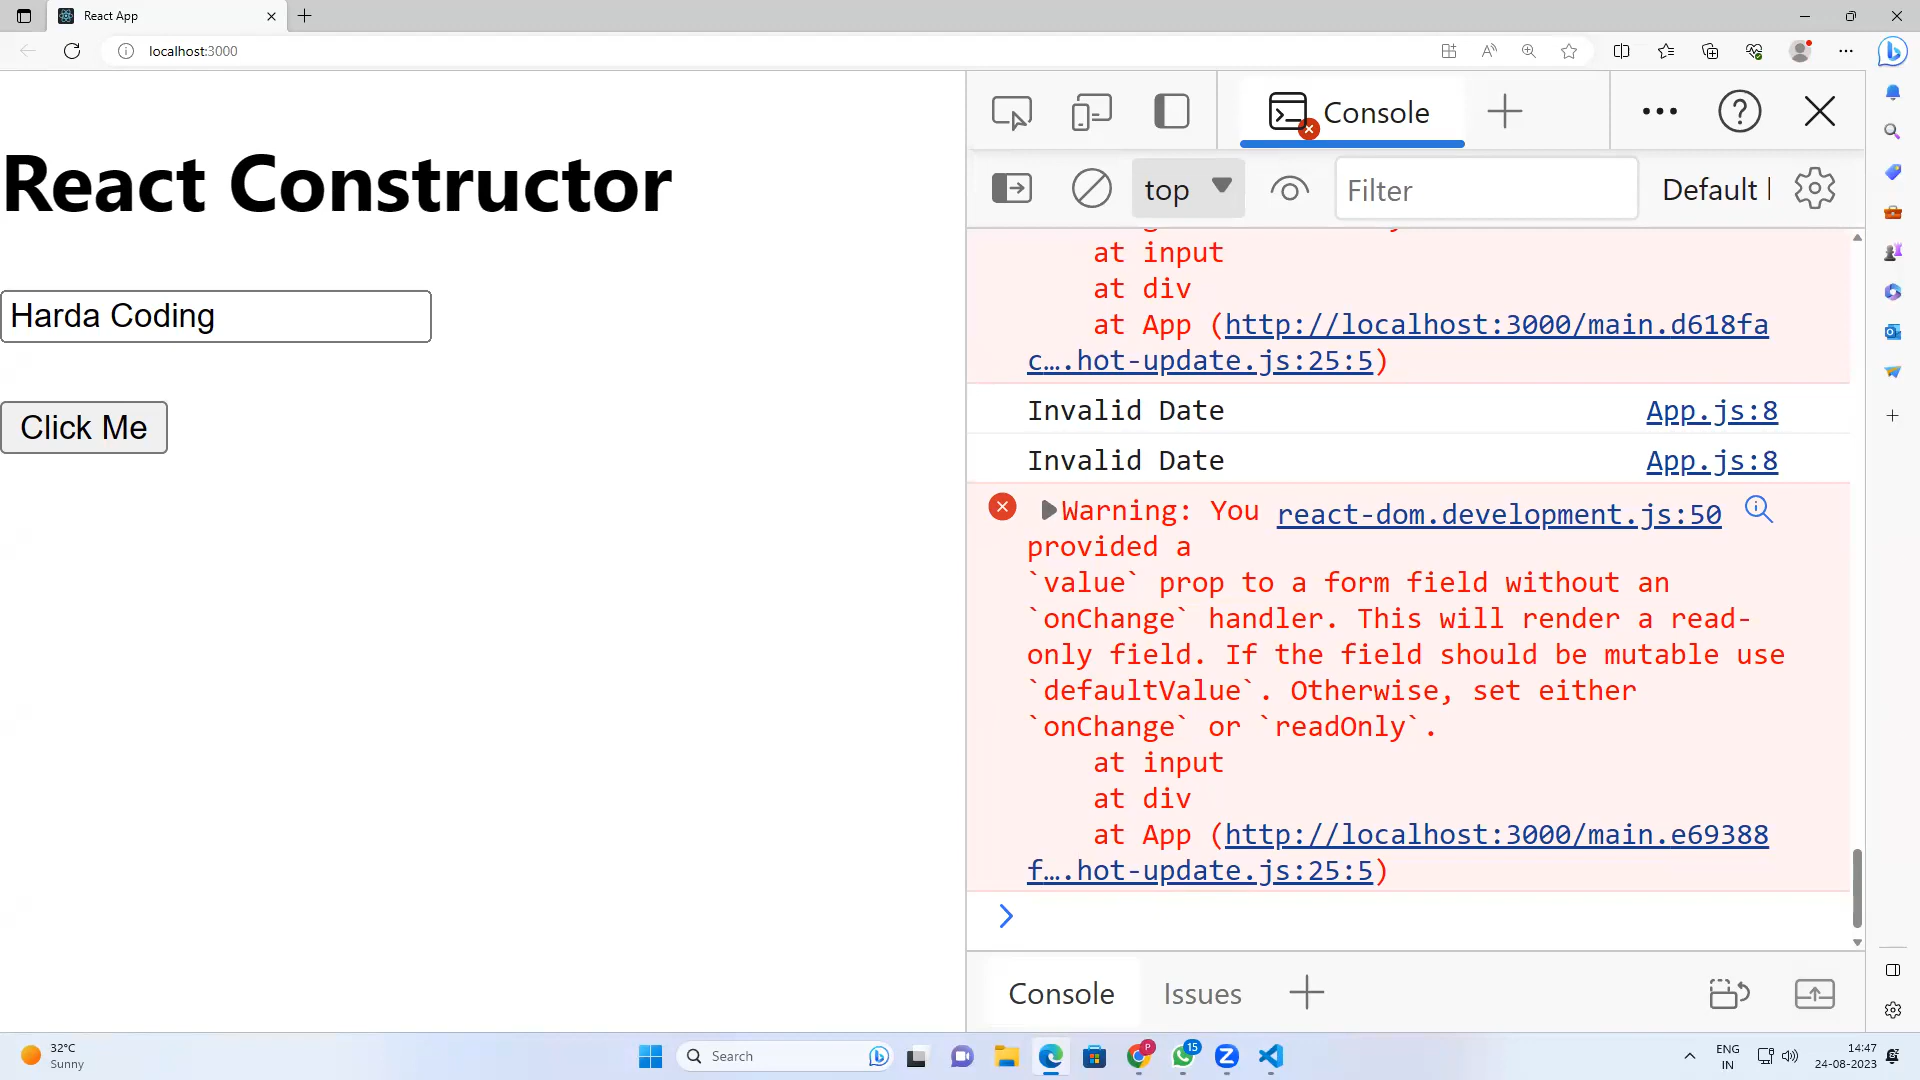 React App
localhost:3000
React Constructor
Harda Coding
Click Me
Console
top
Filter
Default
at input
at div
at App (http://localhost:3000/main.d618fa
c….hot-update.js:25:5)
Invalid Date App.js:8
Invalid Date App.js:8
Warning: You react-dom.development.js:50
provided a
`value` prop to a form field without an
`onChange` handler. This will render a read-
only field. If the field should be mutable use
`defaultValue`. Otherwise, set either
`onChange` or `readOnly`.
at input
at div
at App (http://localhost:3000/main.e69388
f….hot-update.js:25:5)
Console Issues
32°C
Sunny
Search
P
15
ENG
IN
14:47
24-08-2023